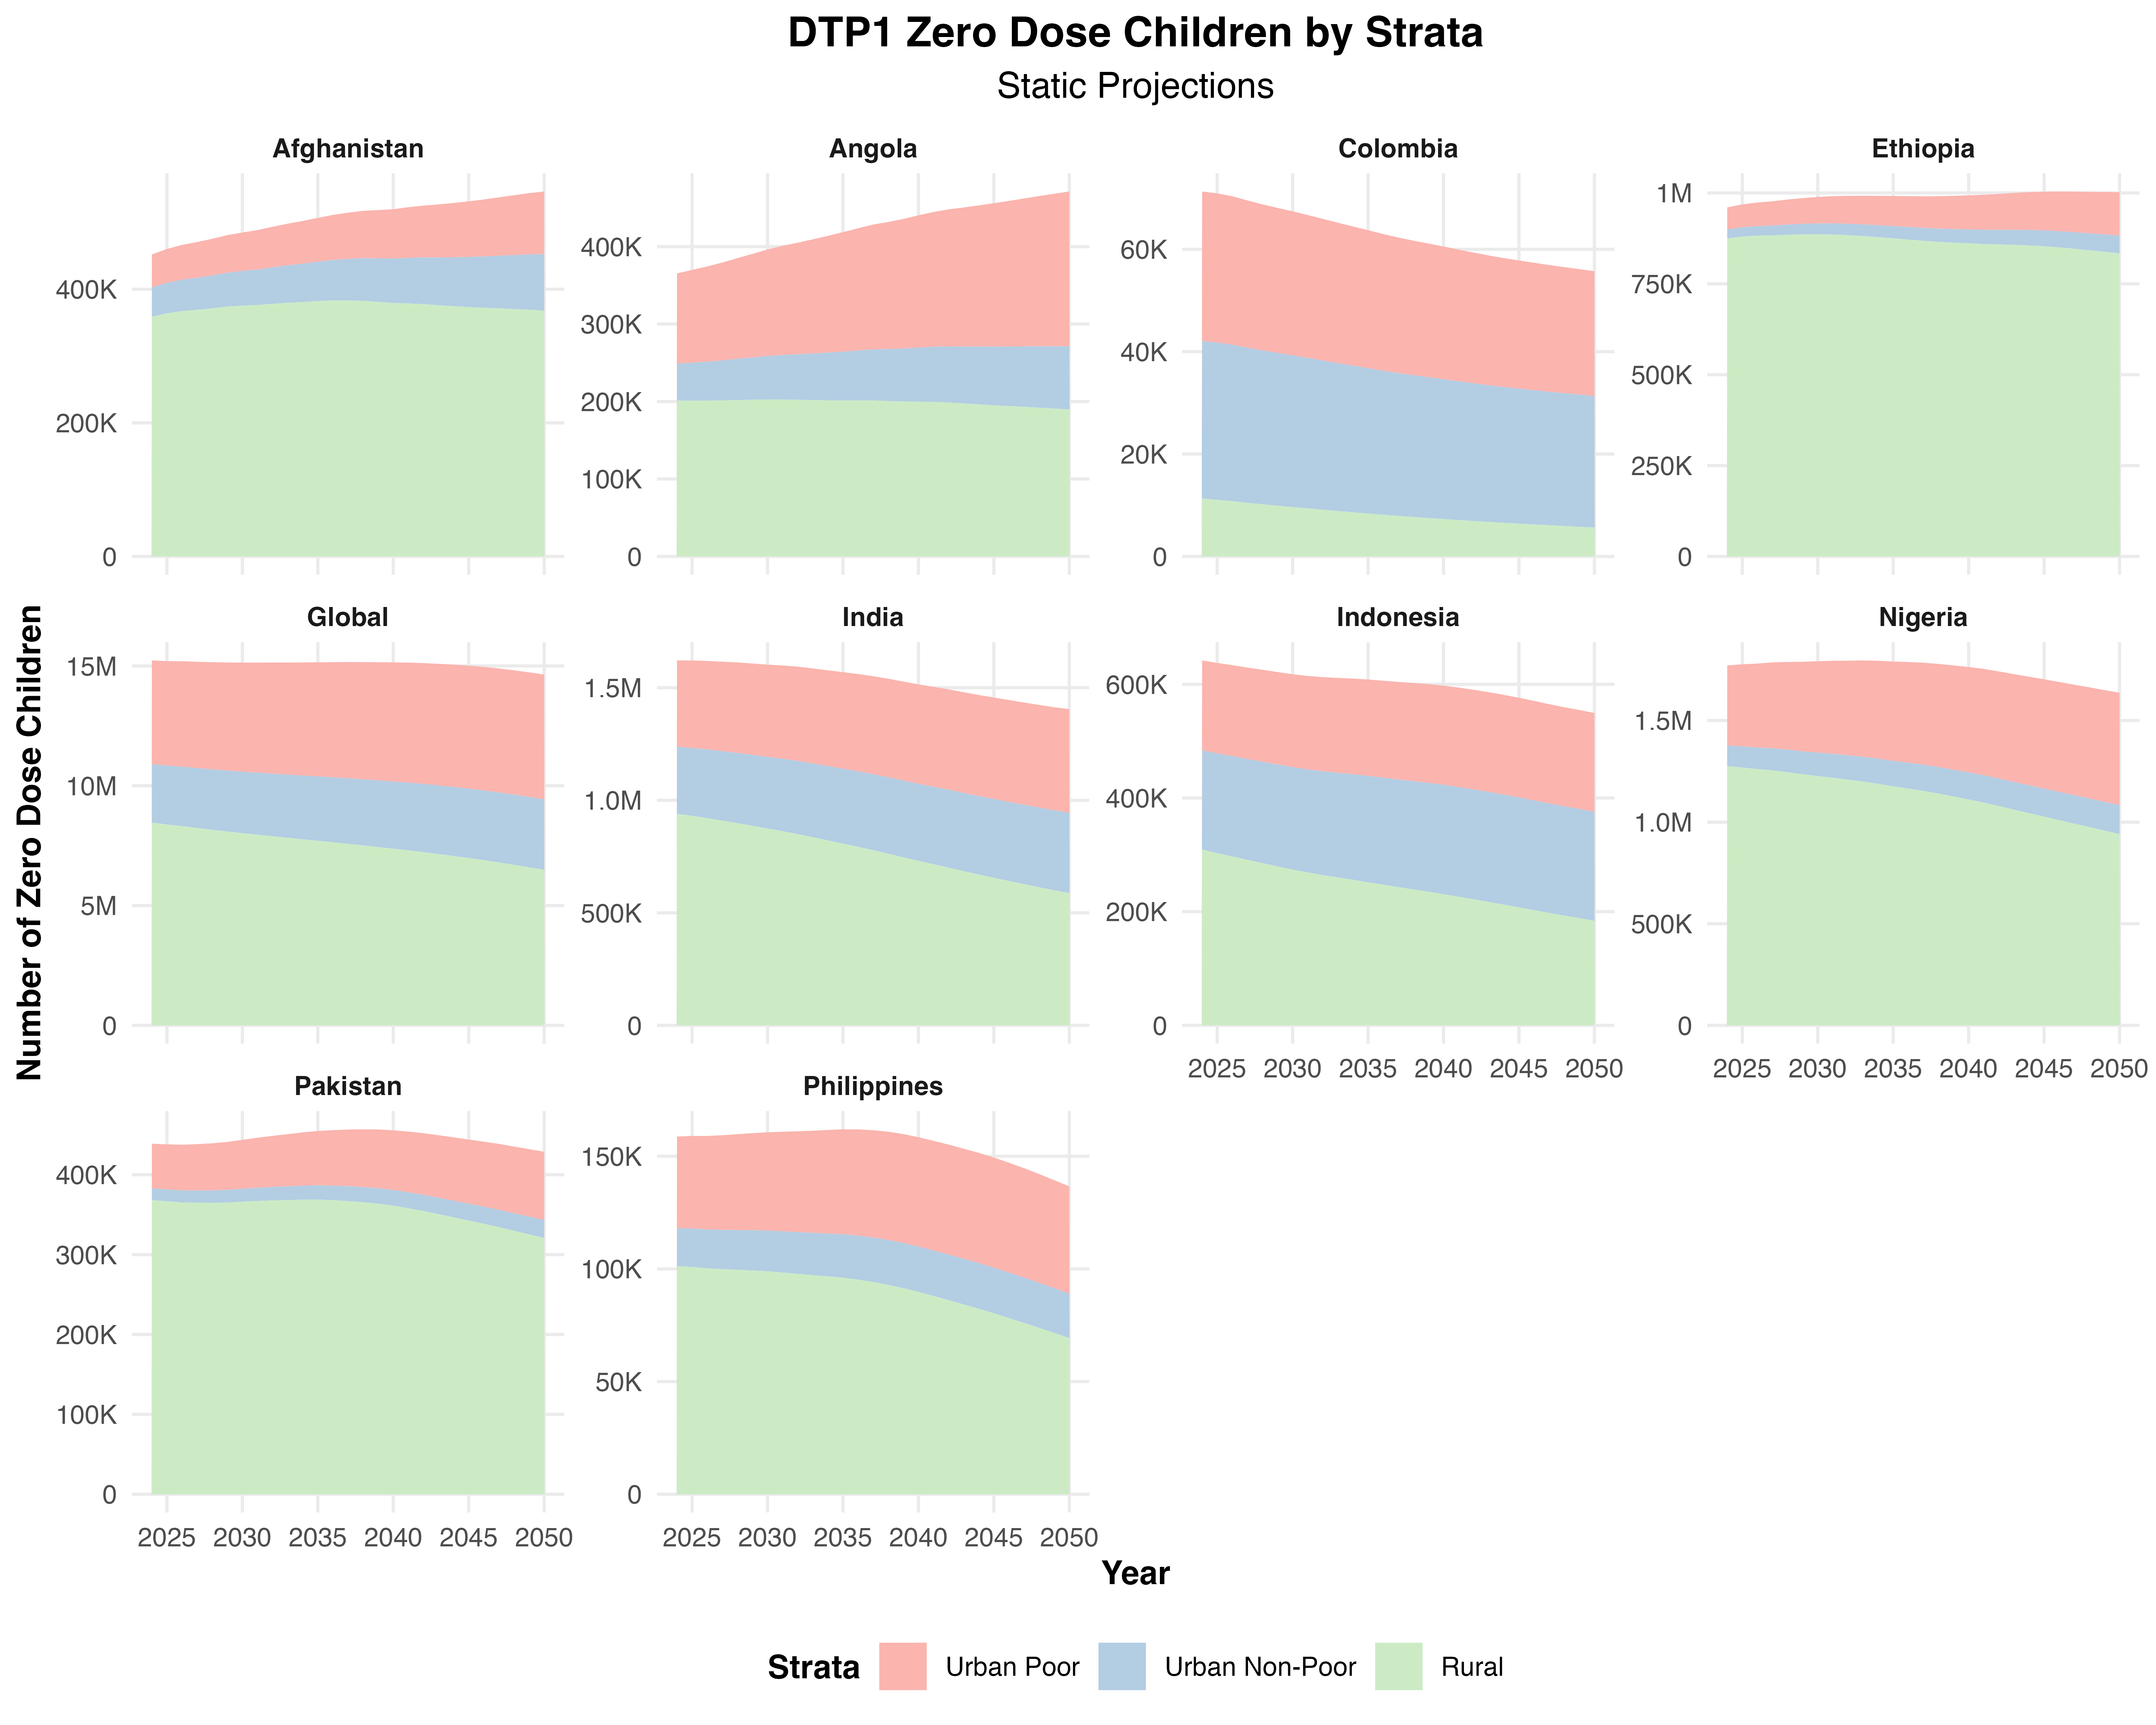 DTP1 Zero Dose Children by Strata
Static Projections
Afghanistan
Angola
Colombia
Ethiopia
400K
200K
0
400K
300K
200K
100K
0
60K
40K
20K
0
1M
750K
500K
250K
0
Number of Zero Dose Children
Global
India
Indonesia
Nigeria
15M
10M
5M
0
1.5M
1.0M
500K
0
600K
400K
200K
0
1.5M
1.0M
500K
0
2025 2030 2035 2040 2045 2050
2025 2030 2035 2040 2045 2050
Pakistan
Philippines
400K
300K
200K
100K
0
150K
100K
50K
0
2025 2030 2035 2040 2045 2050
2025 2030 2035 2040 2045 2050
Year
Strata Urban Poor Urban Non-Poor Rural